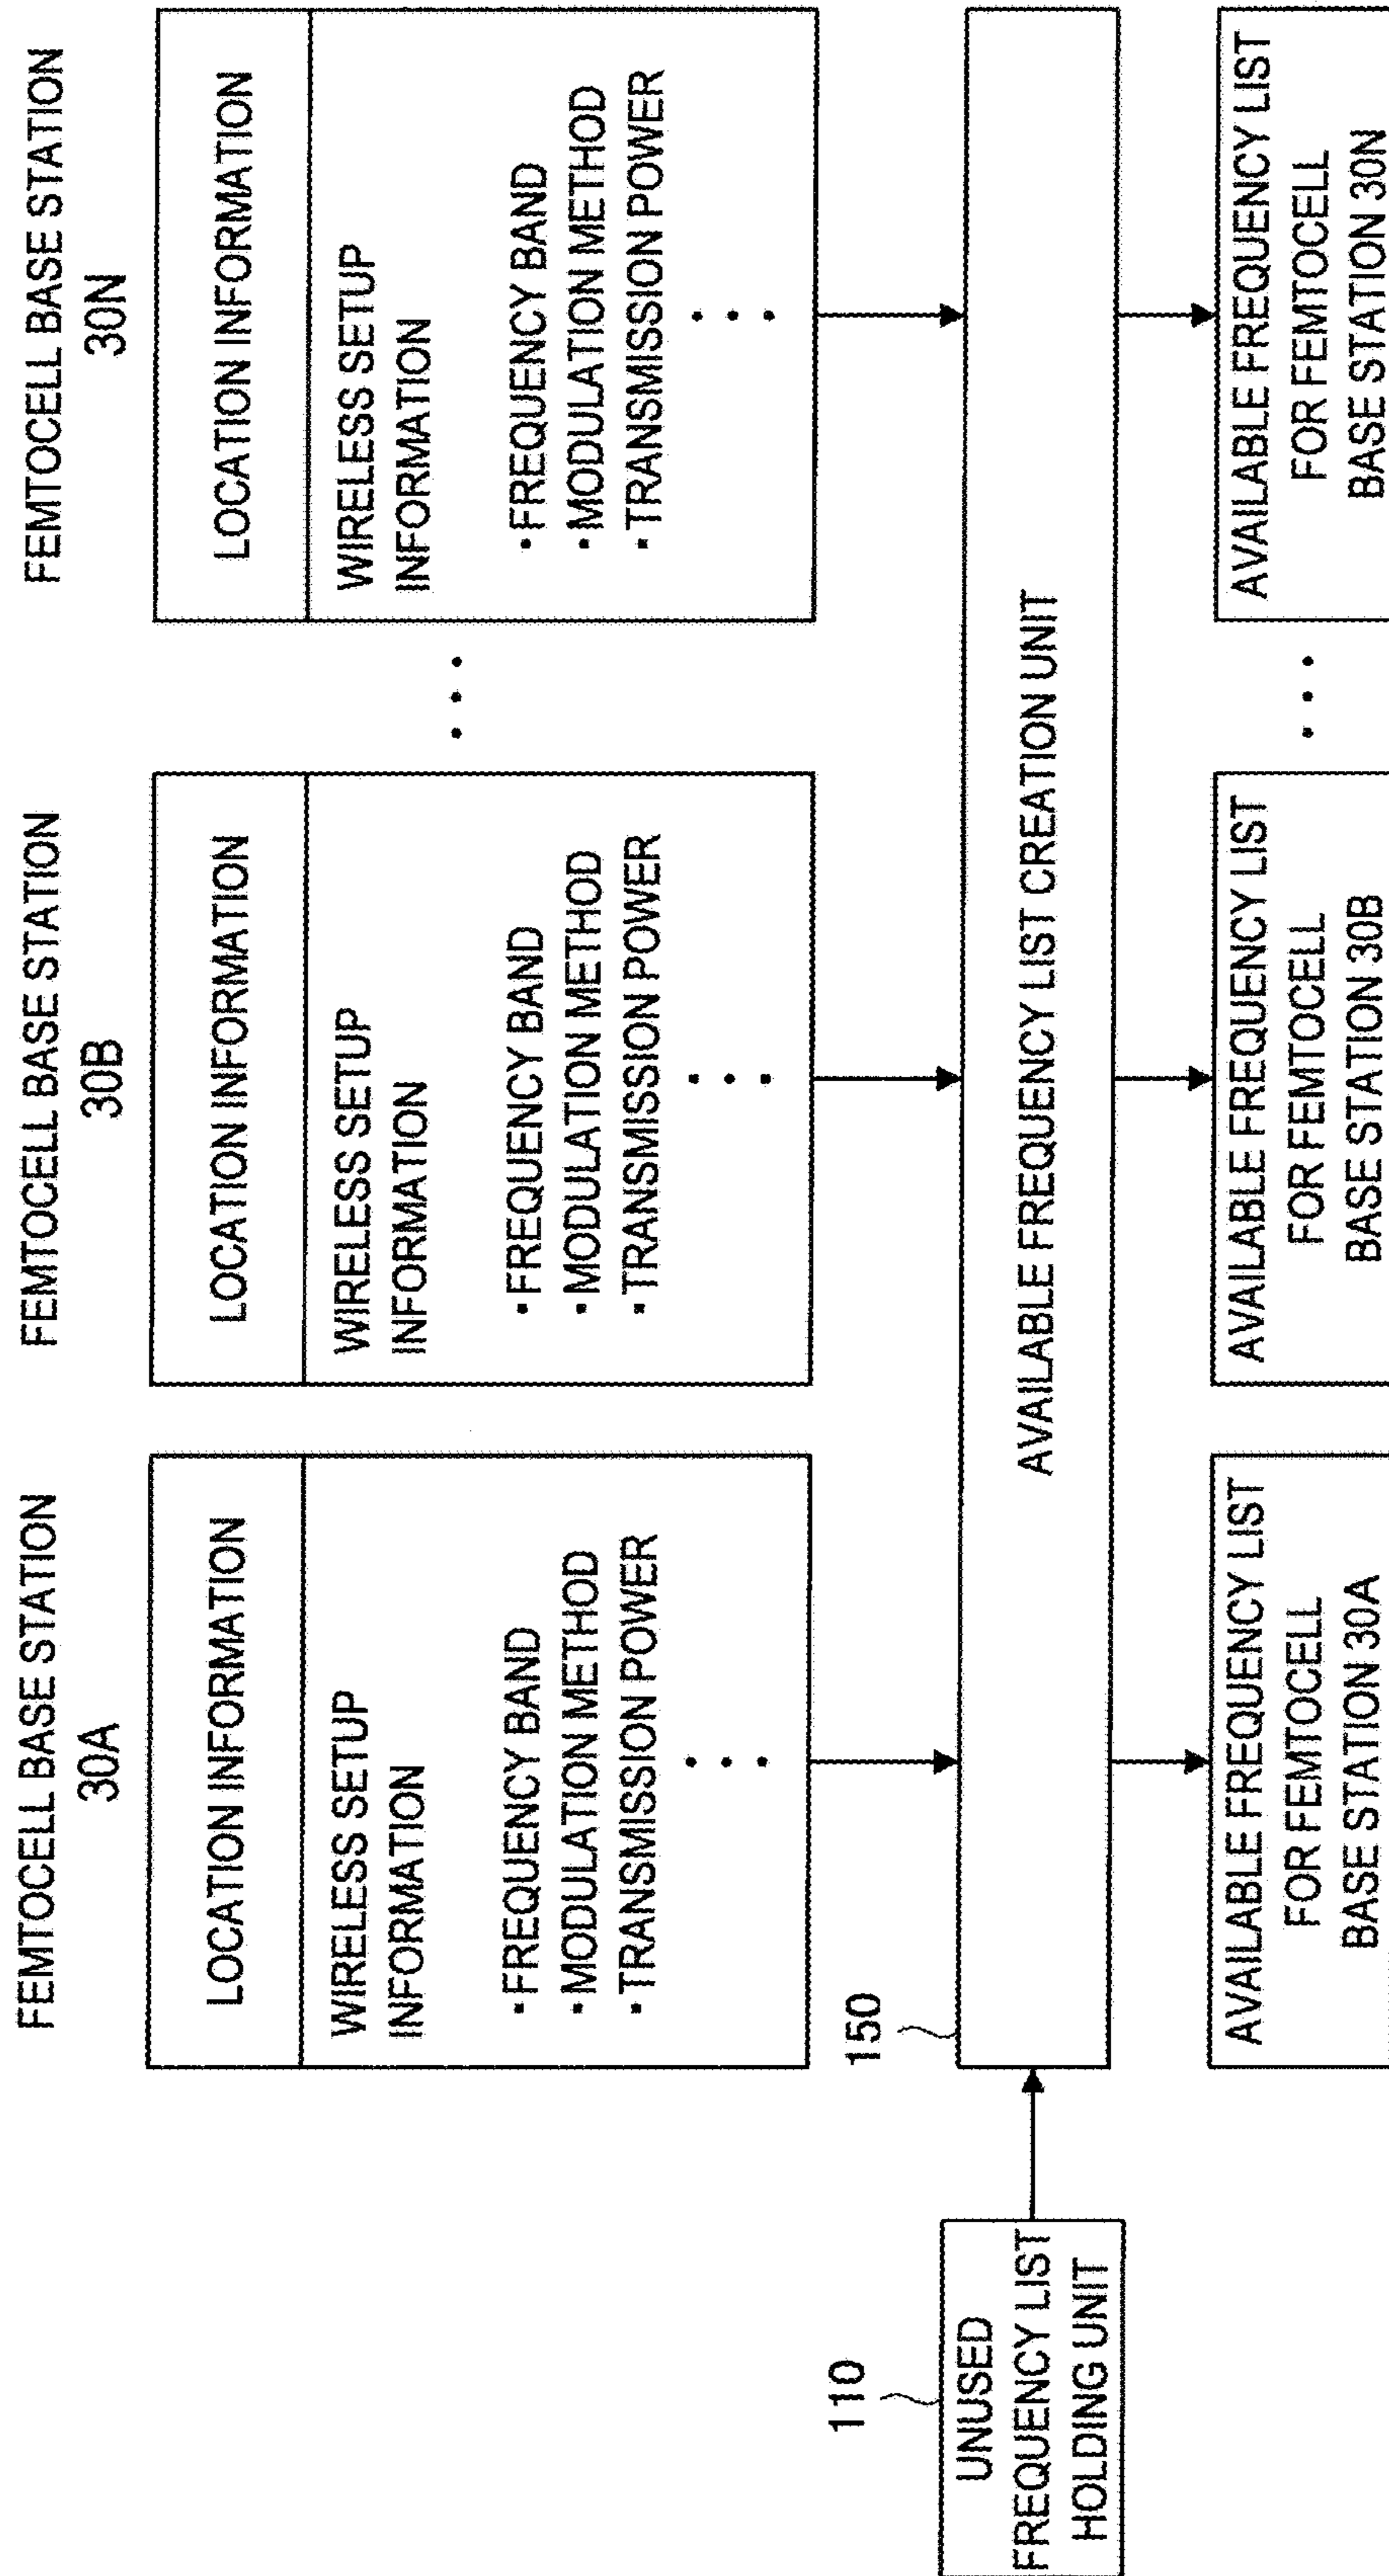 FEMTOCELL BASE STATION
30A
LOCATION INFORMATION
WIRELESS SETUP
INFORMATION
・FREQUENCY BAND
・MODULATION METHOD
・TRANSMISSION POWER
FEMTOCELL BASE STATION
30B
LOCATION INFORMATION
WIRELESS SETUP
INFORMATION
・FREQUENCY BAND
・MODULATION METHOD
・TRANSMISSION POWER
FEMTOCELL BASE STATION
30N
LOCATION INFORMATION
WIRELESS SETUP
INFORMATION
・FREQUENCY BAND
・MODULATION METHOD
・TRANSMISSION POWER
110
UNUSED
FREQUENCY LIST
HOLDING UNIT
150
AVAILABLE FREQUENCY LIST CREATION UNIT
AVAILABLE FREQUENCY LIST
FOR FEMTOCELL
BASE STATION 30A
AVAILABLE FREQUENCY LIST
FOR FEMTOCELL
BASE STATION 30B
AVAILABLE FREQUENCY LIST
FOR FEMTOCELL
BASE STATION 30N